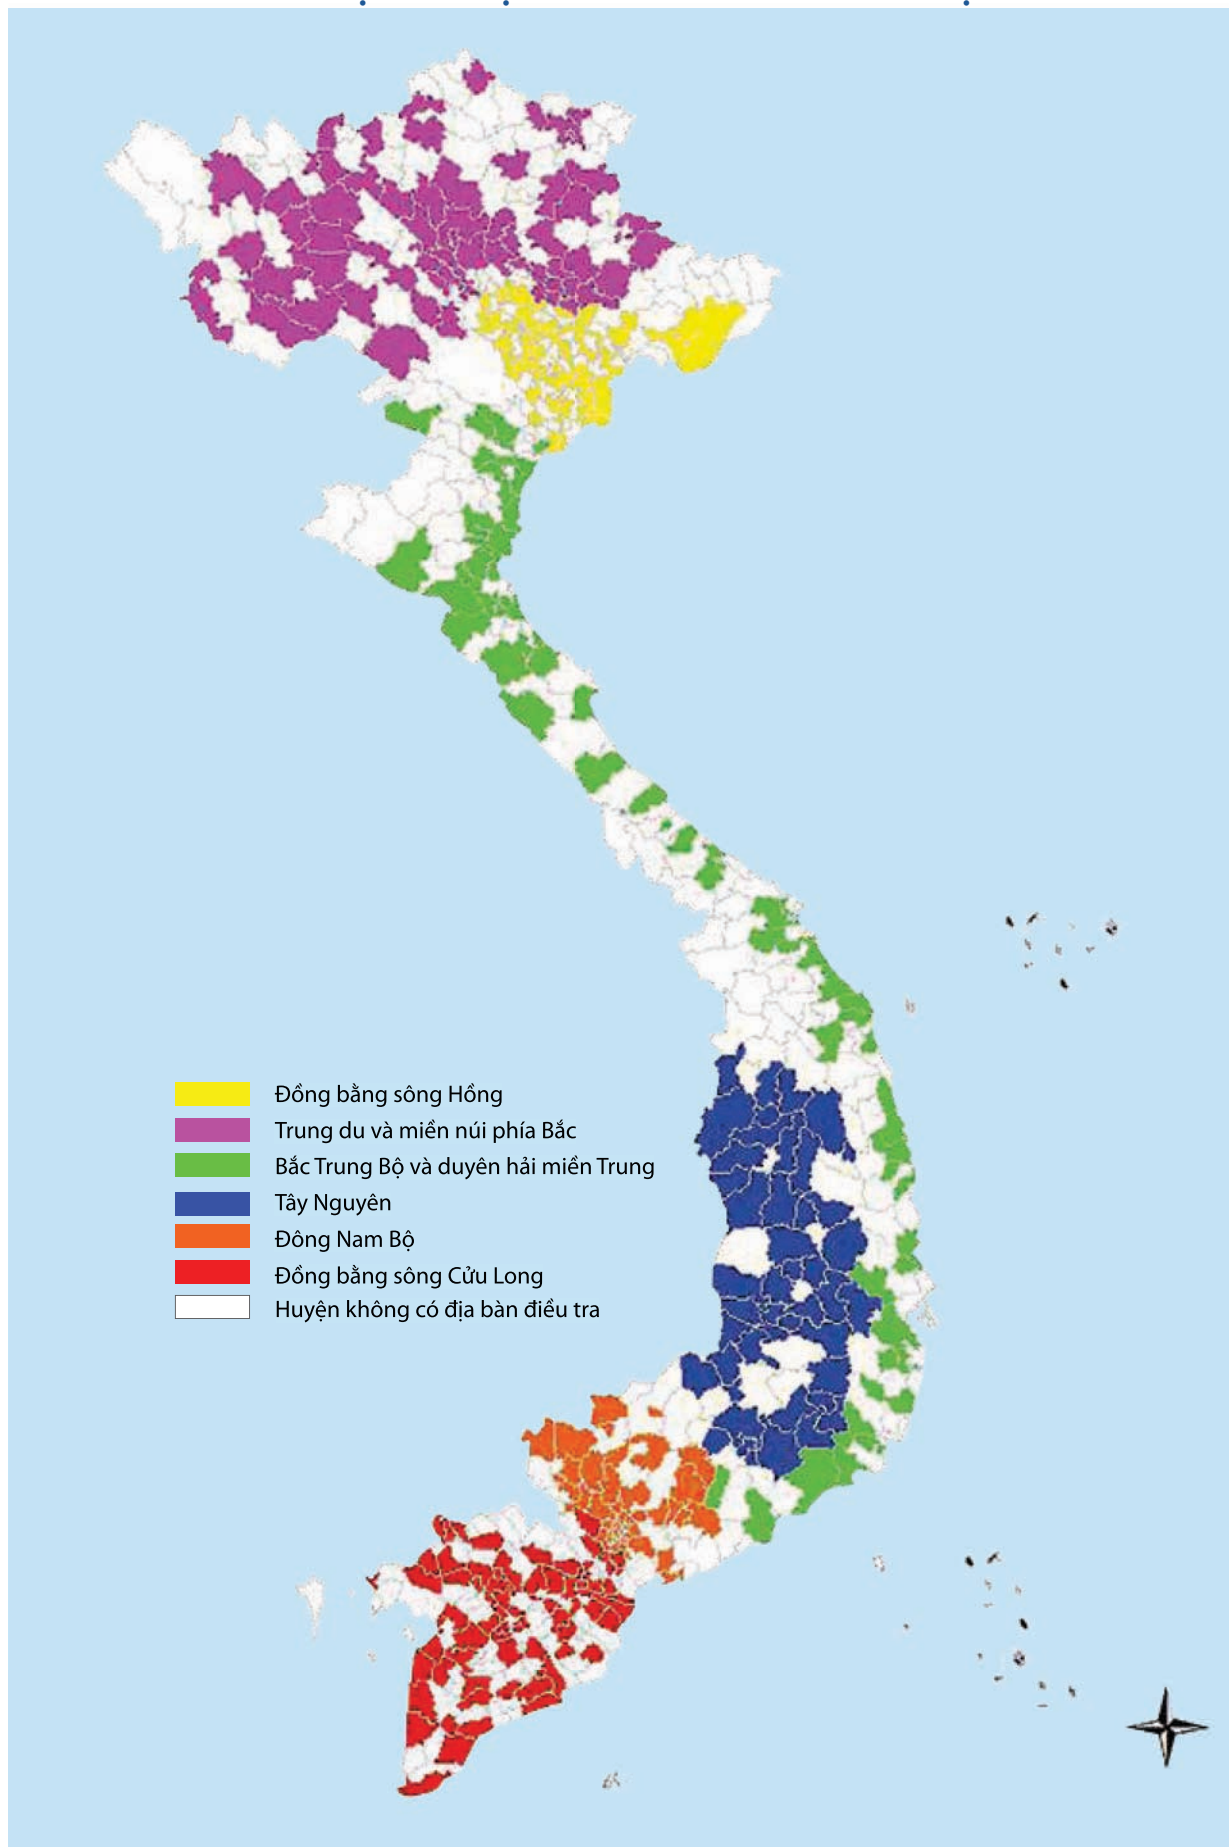 Đồng bằng sông Hồng
Trung du và miền núi phía Bắc
Bắc Trung Bộ và duyên hải miền Trung
Tây Nguyên
Đông Nam Bộ
Đồng bằng sông Cửu Long
Huyện không có địa bàn điều tra